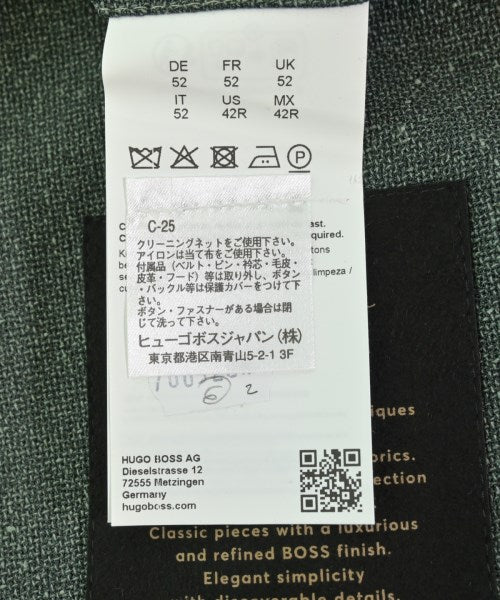 DE FR UK
52 52 52
IT US MX
52 42R 42R
P
C-25
クリーニングネットをご使用下さい。
アイロンは当て布をご使用下さい。
付属品（ベルト・ピン・衿芯・毛皮・
皮革・フード）等は取り外し、ボタン
・バックル等は保護カバーをつけて下
さい。
ボタン・ファスナーがある場合は閉
じて洗って下さい。
ヒューゴボスジャパン（株）
東京都港区南青山5-2-1 3F
limpeza /
6 2
HUGO BOSS AG
Dieselstrasse 12
72555 Metzingen
Germany
hugoboss.com
Classic pieces with a luxurious
and refined BOSS finish.
Elegant simplicity
with discoverable details.